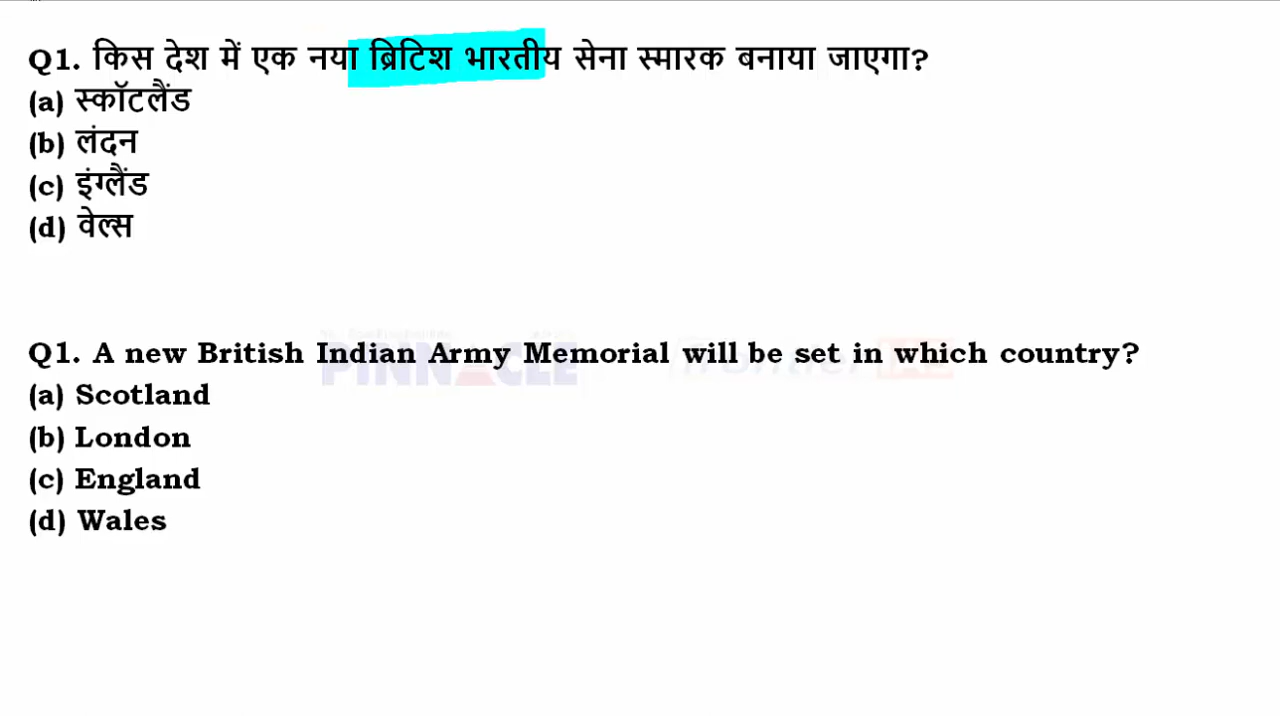 Q1. किस देश में एक नया ब्रिटिश भारतीय सेना स्मारक बनाया जाएगा?
(a) स्कॉटलैंड
(b) लंदन
(c) इंग्लैंड
(d) वेल्स
Q1. A new British Indian Army Memorial will be set in which country?
(a) Scotland
(b) London
(c) England
(d) Wales
PINNACLE